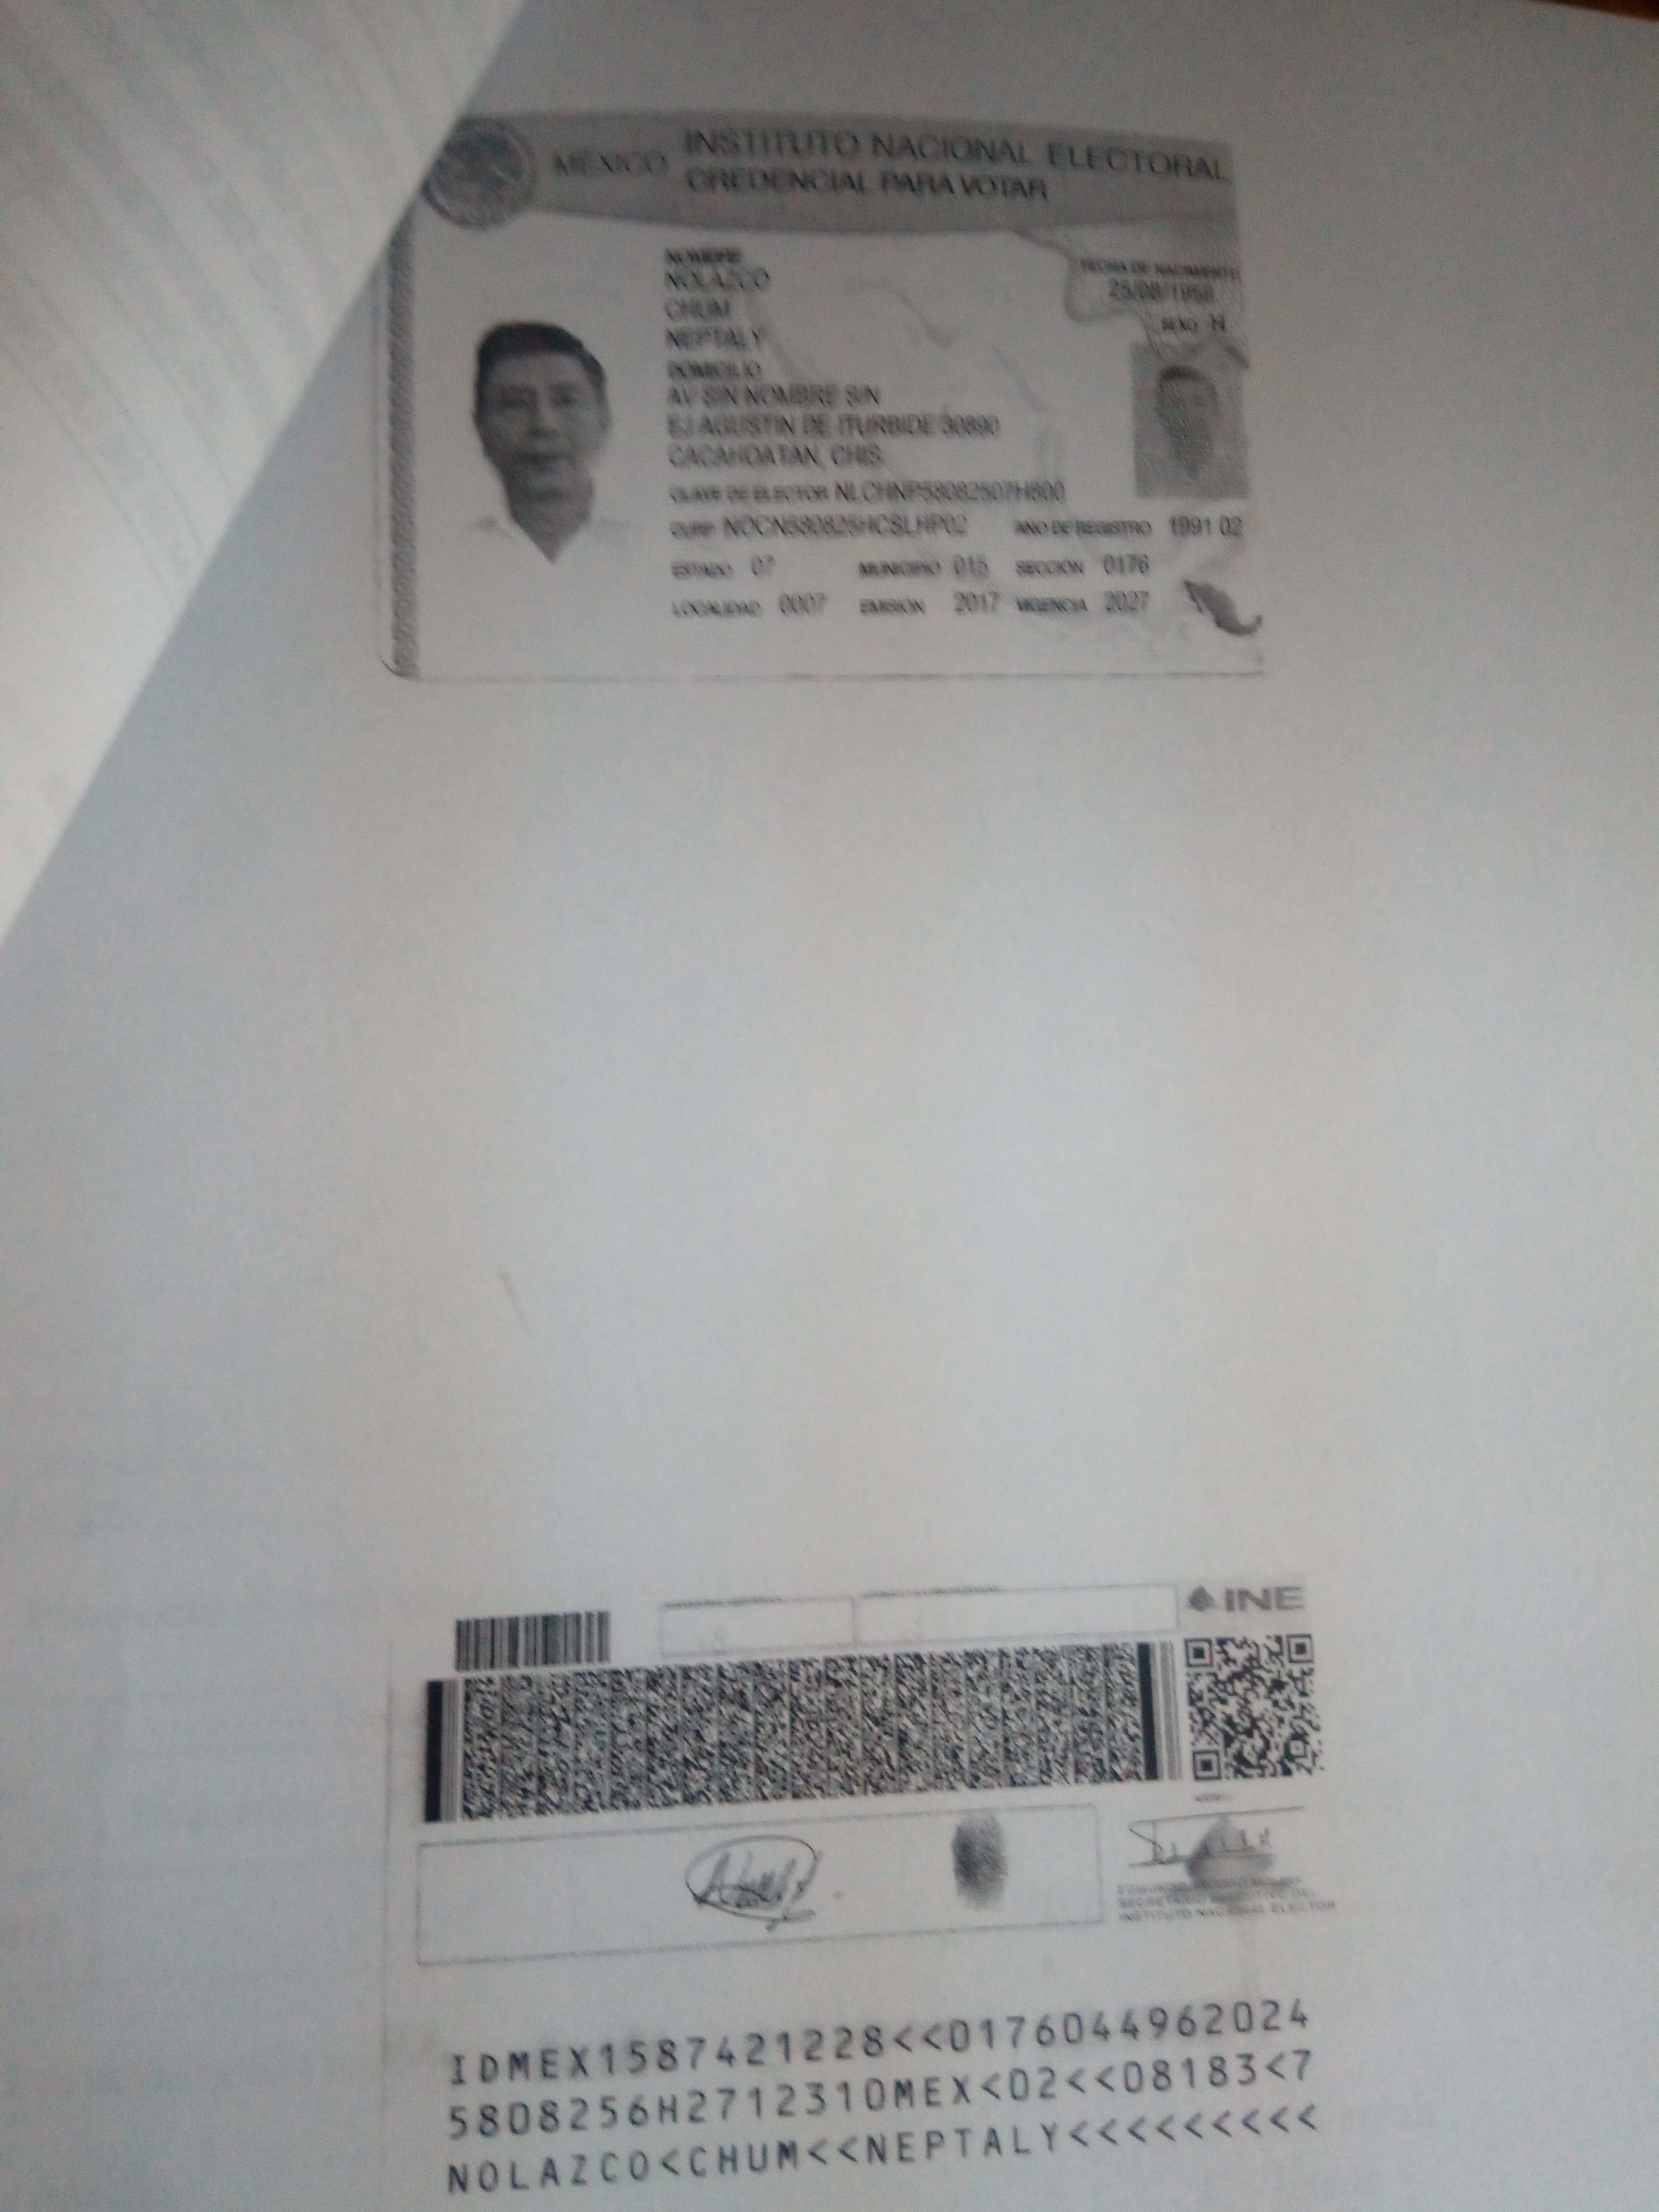 MÉXICO INSTITUTO NACIONAL ELECTORAL
CREDENCIAL PARA VOTAR
NOMBRE
NOLAZCO
CHUM
NEPTALY
FECHA DE NACIMIENTO
25/08/1958
SEXO H
DOMICILIO
AV SIN NOMBRE S/N
EJ AGUSTIN DE ITURBIDE 30890
CACAHOATAN, CHIS.
CLAVE DE ELECTOR NLCHNP58082507H800
CURP NOCN580825HCSLHP02 AÑO DE REGISTRO 1991 02
ESTADO 07 MUNICIPIO 015 SECCIÓN 0176
LOCALIDAD 0007 EMISIÓN 2017 VIGENCIA 2027
INE
SECRETARIO EJECUTIVO DEL
INSTITUTO NACIONAL ELECTOR
IDMEX1587421228<<0176044962024
5808256H2712310MEX<02<<08183<7
NOLAZCO<CHUM<<NEPTALY<<<<<<<<<